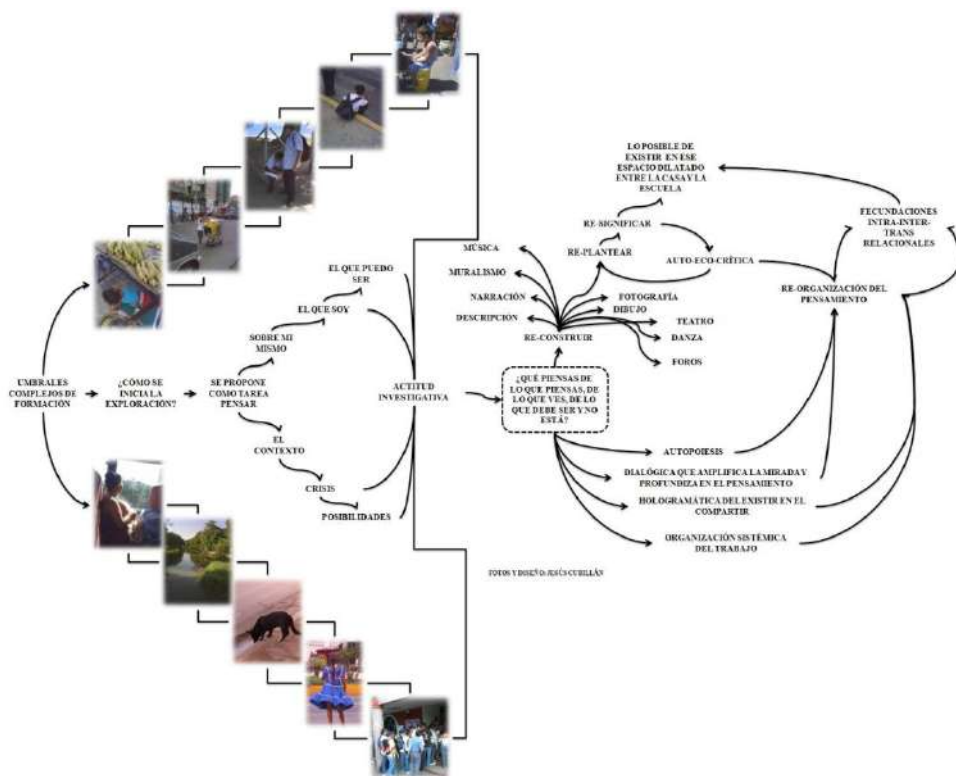 UMBRALES
COMPLEJOS DE
FORMACIÓN
¿CÓMO SE
INICIA LA
EXPLORACIÓN?
SE PROPONE
COMO TAREA
PENSAR
SOBRE MI
MISMO
EL QUE SOY
EL QUE PUEDO
SER
EL
CONTEXTO
CRISIS
POSIBILIDADES
ACTITUD
INVESTIGATIVA
¿QUÉ PIENSAS DE
LO QUE PIENSAS, DE
LO QUE VES, DE LO
QUE DEBE SER Y NO
ESTÁ?
RE-CONSTRUIR
MÚSICA
MURALISMO
NARRACIÓN
DESCRIPCIÓN
FOTOGRAFÍA
DIBUJO
TEATRO
DANZA
FOROS
RE-PLANTEAR
RE-SIGNIFICAR
LO POSIBLE DE
EXISTIR EN ESE
ESPACIO DILATADO
ENTRE LA CASA Y LA
ESCUELA
AUTO-ECO-CRÍTICA
FECUNDACIONES
INTRA-INTER-
TRANS
RELACIONALES
RE-ORGANIZACIÓN DEL
PENSAMIENTO
AUTOPOIESIS
DIALÓGICA QUE AMPLIFICA LA MIRADA Y
PROFUNDIZA EN EL PENSAMIENTO
HOLOGRAMÁTICA DEL EXISTIR EN EL
COMPARTIR
ORGANIZACIÓN SISTÉMICA
DEL TRABAJO
FOTOS Y DISEÑO: JESÚS CUBILLÁN